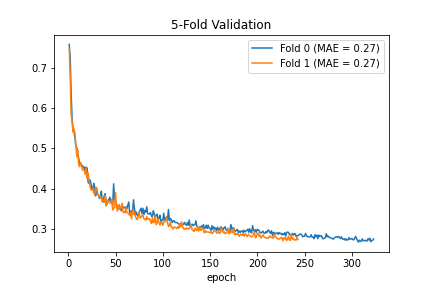 5-Fold Validation
Fold 0 (MAE = 0.27)
Fold 1 (MAE = 0.27)
0.7
0.6
0.5
0.4
0.3
0 50 100 150 200 250 300
epoch